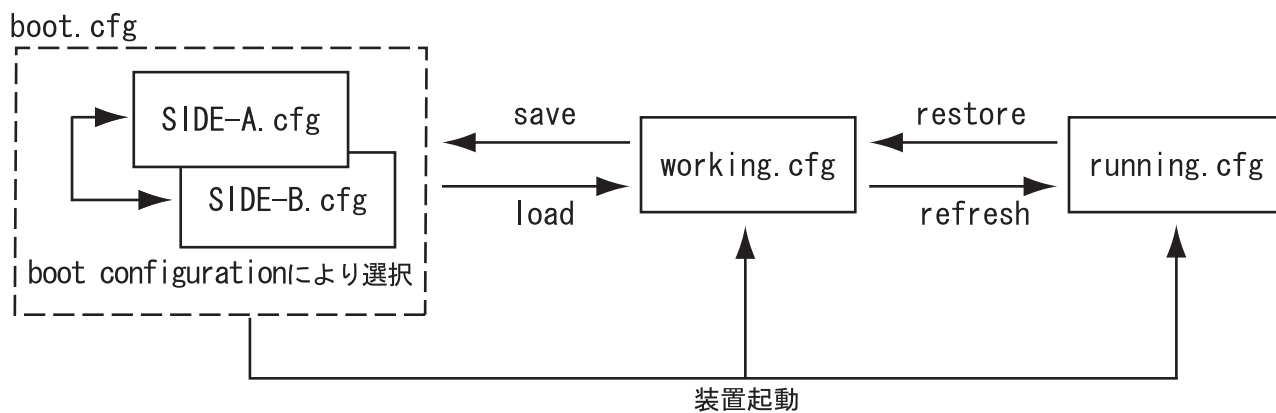 boot.cfg
SIDE-A.cfg
SIDE-B.cfg
boot configurationにより選択
save
load
working.cfg
restore
refresh
running.cfg
装置起動